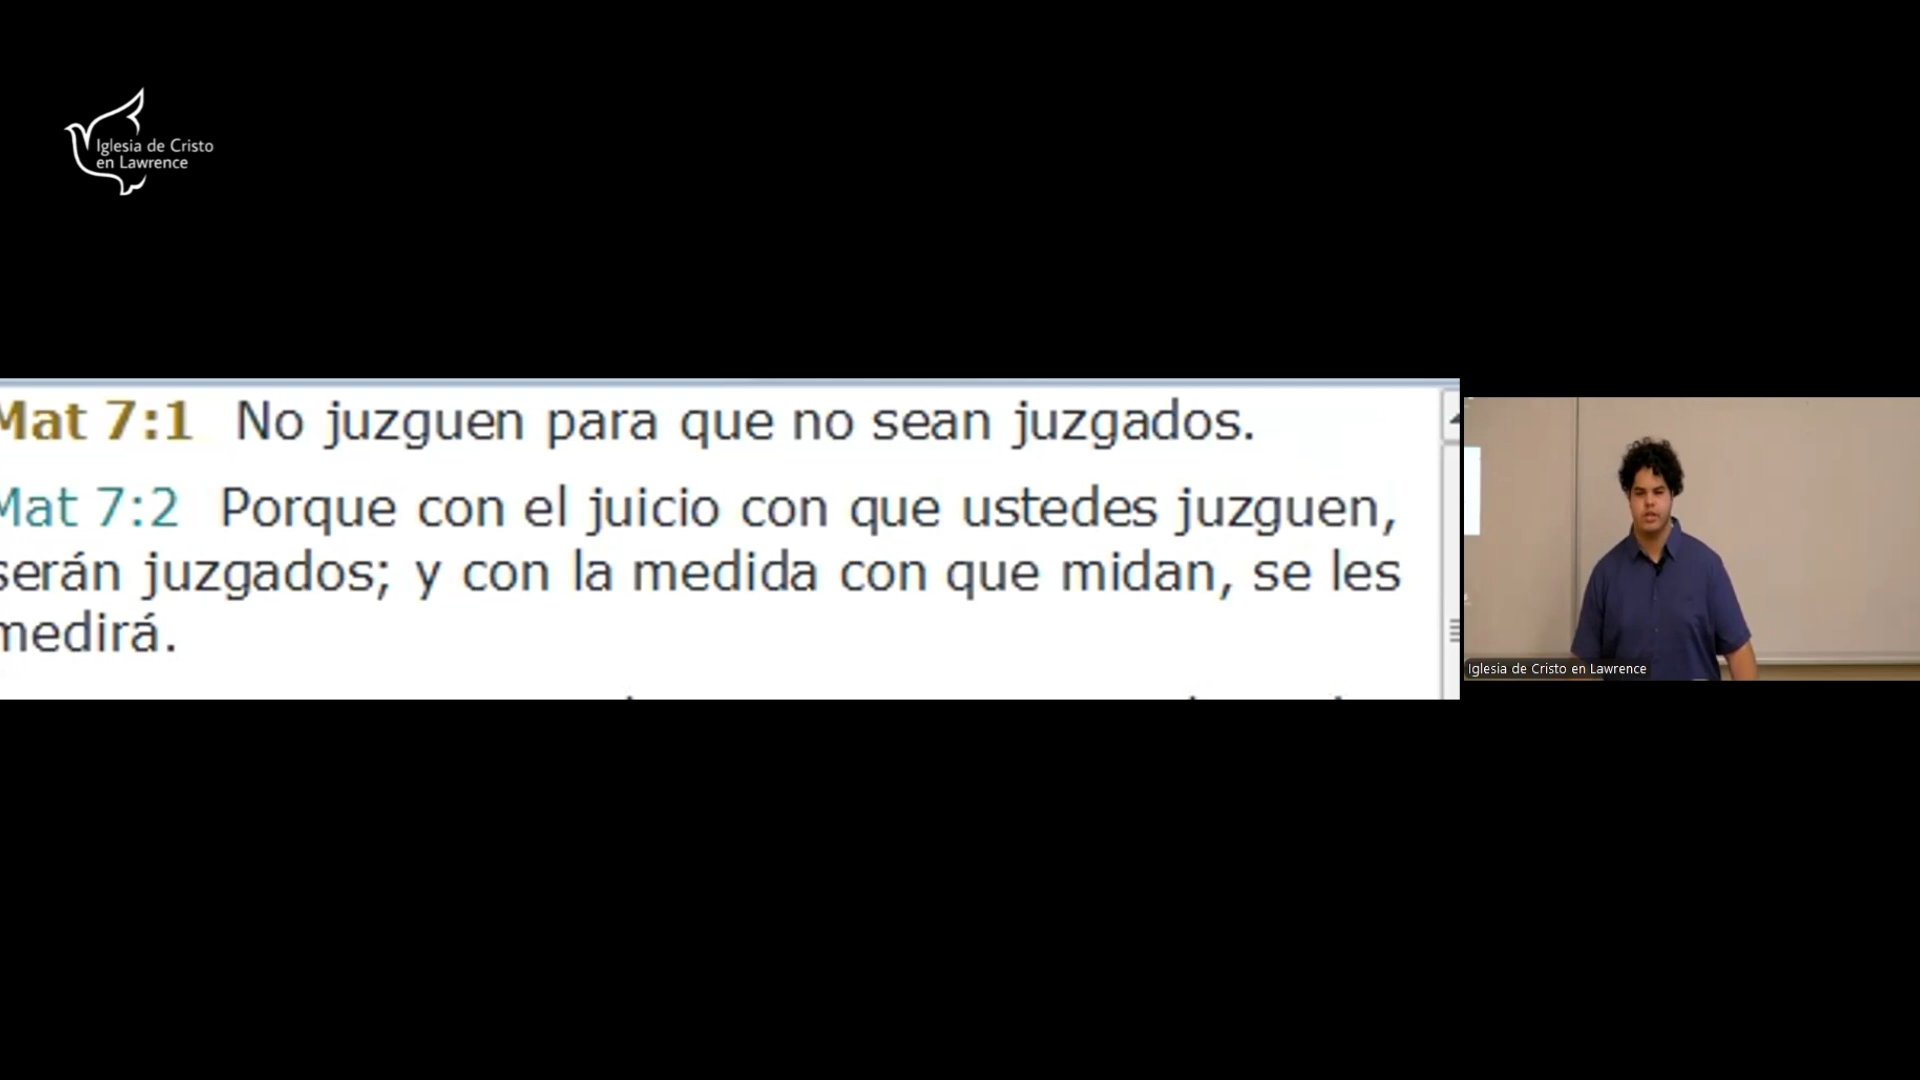 Iglesia de Cristo
en Lawrence
Mat 7:1 No juzguen para que no sean juzgados.
Mat 7:2 Porque con el juicio con que ustedes juzguen,
serán juzgados; y con la medida con que midan, se les
medirá.
Iglesia de Cristo en Lawrence